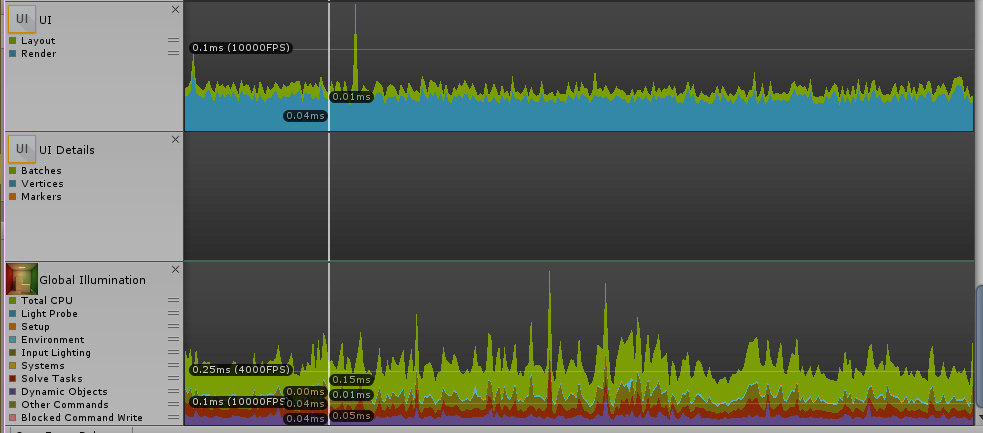 UI UI
Layout
Render
0.1ms (10000FPS)
0.01ms
0.04ms
UI UI Details
Batches
Vertices
Markers
Global Illumination
Total CPU
Light Probe
Setup
Environment
Input Lighting
Systems
Solve Tasks
Dynamic Objects
Other Commands
Blocked Command Write
0.25ms (4000FPS)
0.15ms
0.00ms
0.01ms
0.1ms (10000FPS)
0.04ms
0.04ms
0.05ms